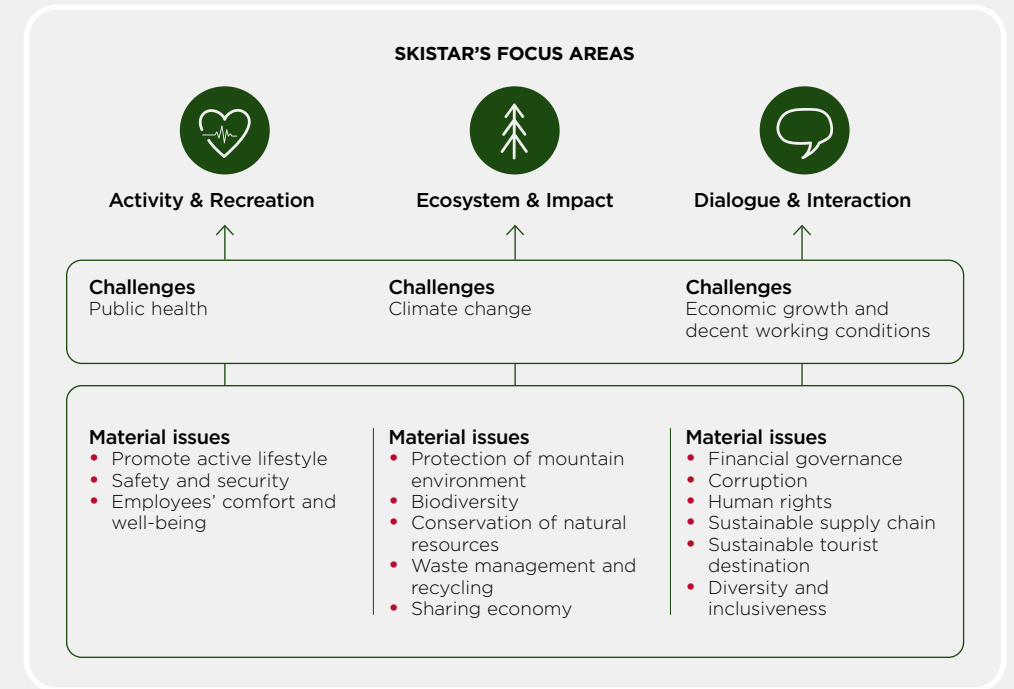 SKISTAR'S FOCUS AREAS
Activity & Recreation
Ecosystem & Impact
Dialogue & Interaction
Challenges
Public health
Challenges
Climate change
Challenges
Economic growth and
decent working conditions
Material issues
• Promote active lifestyle
• Safety and security
• Employees' comfort and
well-being
Material issues
• Protection of mountain
environment
• Biodiversity
• Conservation of natural
resources
• Waste management and
recycling
• Sharing economy
Material issues
• Financial governance
• Corruption
• Human rights
• Sustainable supply chain
• Sustainable tourist
destination
• Diversity and
inclusiveness